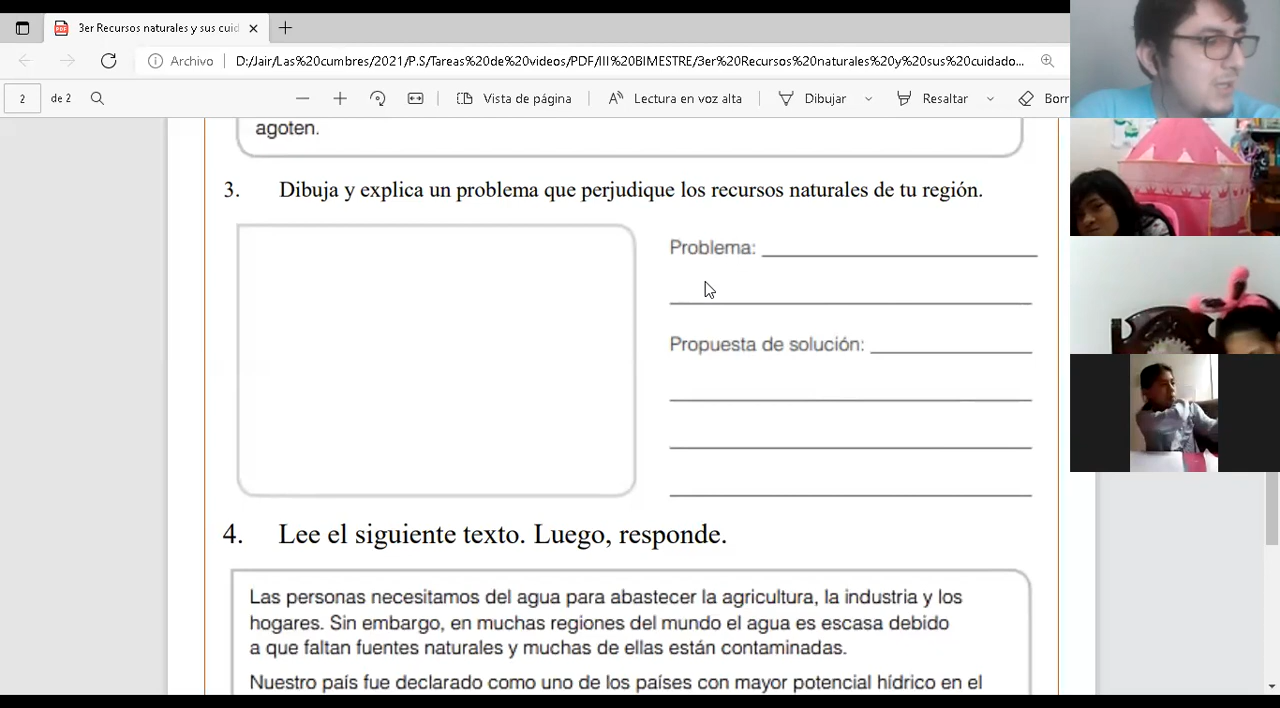 3er Recursos naturales y sus cuid
Archivo D:/Jair/Las%20cumbres/2021/P.S/Tareas%20de%20videos/PDF/III%20BIMESTRE/3er%20Recursos%20naturales%20y%20sus%20cuidado...
2 de 2 Vista de página Lectura en voz alta Dibujar Resaltar Borr
agoten.
3. Dibuja y explica un problema que perjudique los recursos naturales de tu región.
Problema:
Propuesta de solución:
4. Lee el siguiente texto. Luego, responde.
Las personas necesitamos del agua para abastecer la agricultura, la industria y los
hogares. Sin embargo, en muchas regiones del mundo el agua es escasa debido
a que faltan fuentes naturales y muchas de ellas están contaminadas.
Nuestro país fue declarado como uno de los países con mayor potencial hídrico en el